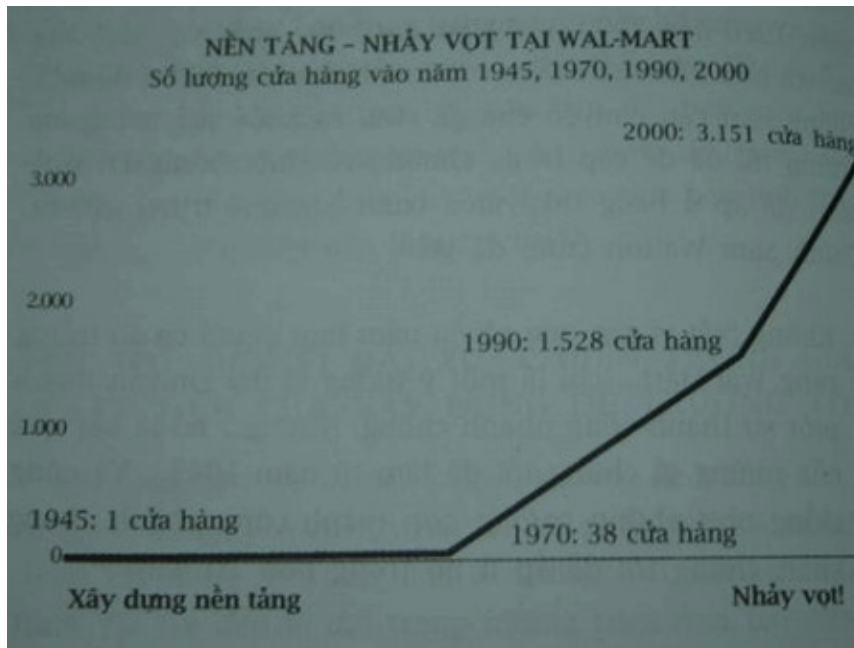 NỀN TẢNG – NHẢY VỌT TẠI WAL-MART
Số lượng cửa hàng vào năm 1945, 1970, 1990, 2000
2000: 3.151 cửa hàng
3.000
2.000
1990: 1.528 cửa hàng
1.000
1945: 1 cửa hàng
1970: 38 cửa hàng
0
Xây dựng nền tảng
Nhảy vọt!